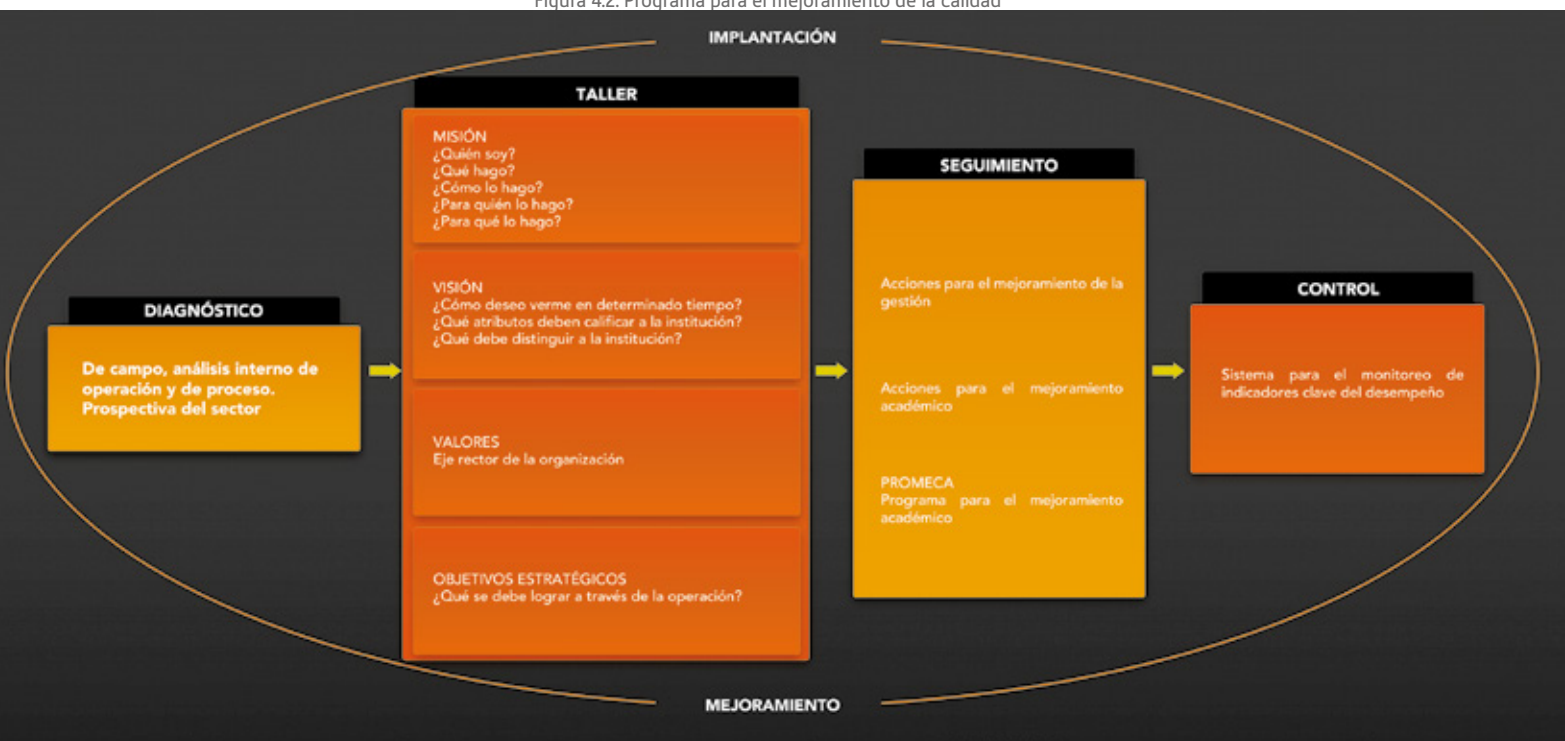 Figura 4.2. Programa para el mejoramiento de la calidad
IMPLANTACIÓN
DIAGNÓSTICO
De campo, análisis interno de
operación y de proceso.
Prospectiva del sector
TALLER
MISIÓN
¿Quién soy?
¿Qué hago?
¿Cómo lo hago?
¿Para quién lo hago?
¿Para qué lo hago?
VISIÓN
¿Cómo deseo verme en determinado tiempo?
¿Qué atributos deben calificar a la institución?
¿Qué debe distinguir a la institución?
VALORES
Eje rector de la organización
OBJETIVOS ESTRATÉGICOS
¿Qué se debe lograr a través de la operación?
SEGUIMIENTO
Acciones para el mejoramiento de la
gestión
Acciones para el mejoramiento
académico
PROMECA
Programa para el mejoramiento
académico
CONTROL
Sistema para el monitoreo de
indicadores clave del desempeño
MEJORAMIENTO